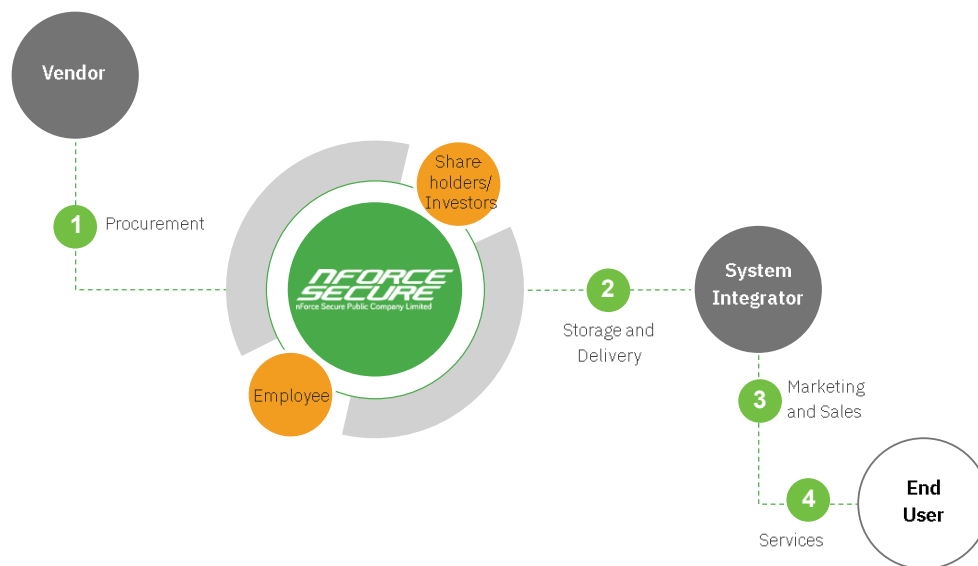 Vendor
1
Procurement
Share-
holders/
Investors
NFORCE
SECURE
nForce Secure Public Company Limited
Employee
2
Storage and
Delivery
System
Integrator
3
Marketing
and Sales
4
Services
End
User